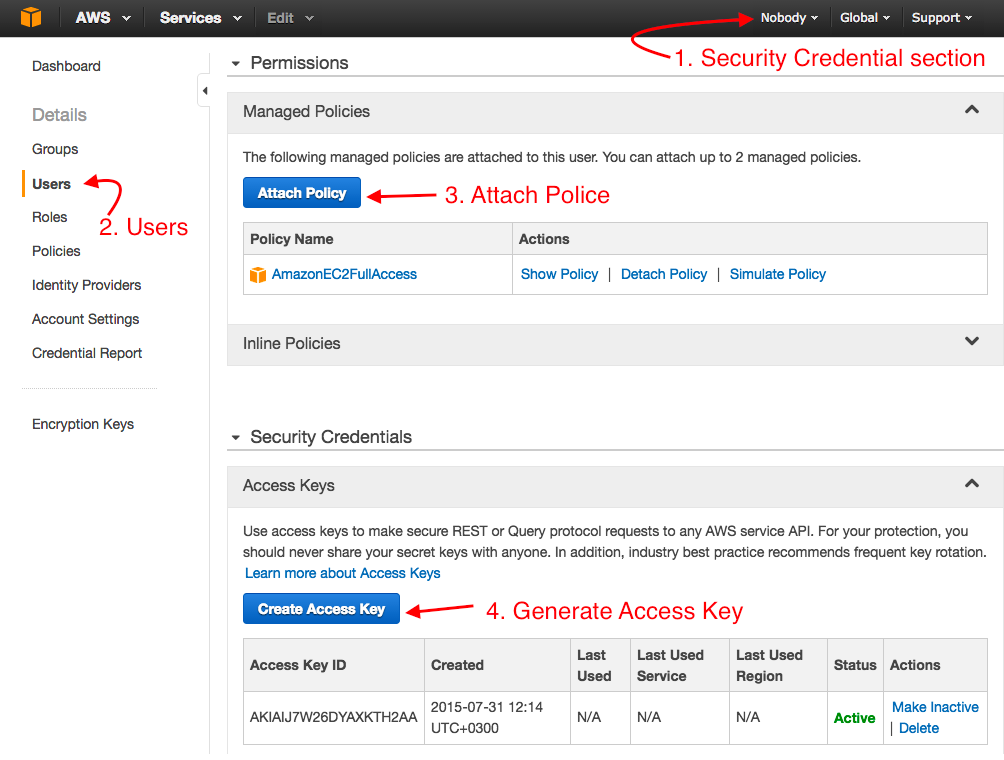 AWS Services Edit Nobody Global Support
1. Security Credential section
Dashboard
Details
Groups
Users
2. Users
Roles
Policies
Identity Providers
Account Settings
Credential Report
Encryption Keys
Permissions
Managed Policies
The following managed policies are attached to this user. You can attach up to 2 managed policies.
Attach Policy
3. Attach Police
Policy Name Actions
AmazonEC2FullAccess Show Policy | Detach Policy | Simulate Policy
Inline Policies
Security Credentials
Access Keys
Use access keys to make secure REST or Query protocol requests to any AWS service API. For your protection, you
should never share your secret keys with anyone. In addition, industry best practice recommends frequent key rotation.
Learn more about Access Keys
Create Access Key
4. Generate Access Key
Access Key ID Created Last Used Last Used Service Last Used Region Status Actions
AKIAIJ7W26DYAXKTH2AA 2015-07-31 12:14 UTC+0300 N/A N/A N/A Active Make Inactive | Delete